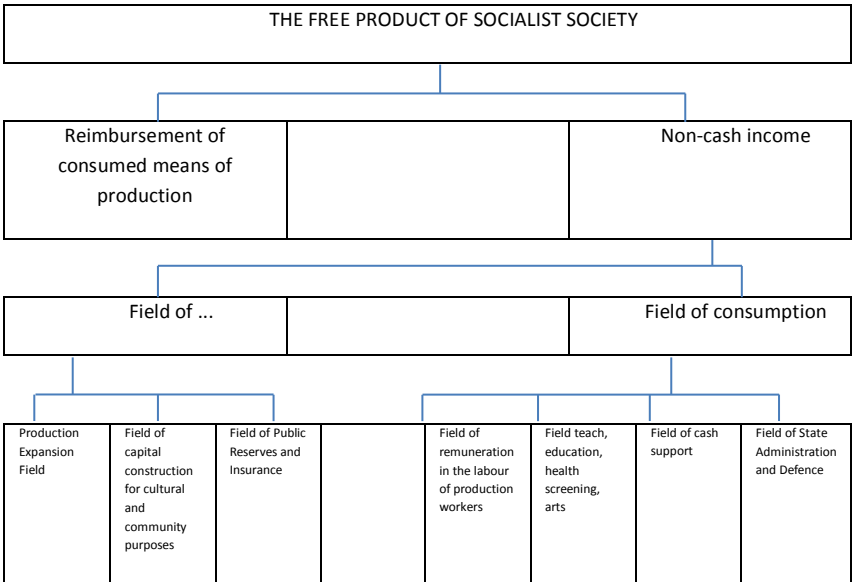 THE FREE PRODUCT OF SOCIALIST SOCIETY
Reimbursement of
consumed means of
production
Non-cash income
Field of ...
Field of consumption
Production
Expansion
Field
Field of
capital
construction
for cultural
and
community
purposes
Field of Public
Reserves and
Insurance
Field of
remuneration
in the labour
of production
workers
Field teach,
education,
health
screening,
arts
Field of cash
support
Field of State
Administration
and Defence